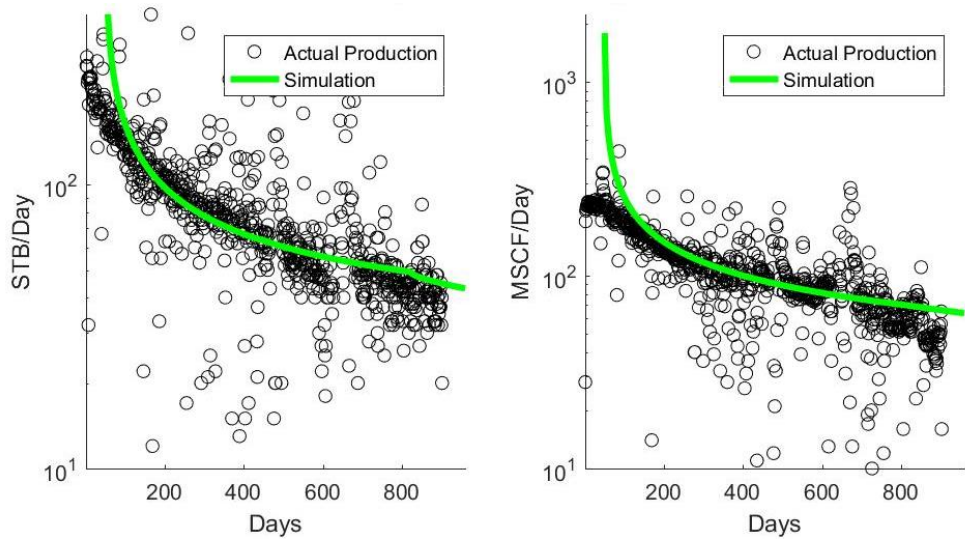 Actual Production
Simulation
STB/Day
10²
10¹
200
400
600
800
Days
Actual Production
Simulation
MSCF/Day
10³
10²
10¹
200
400
600
800
Days